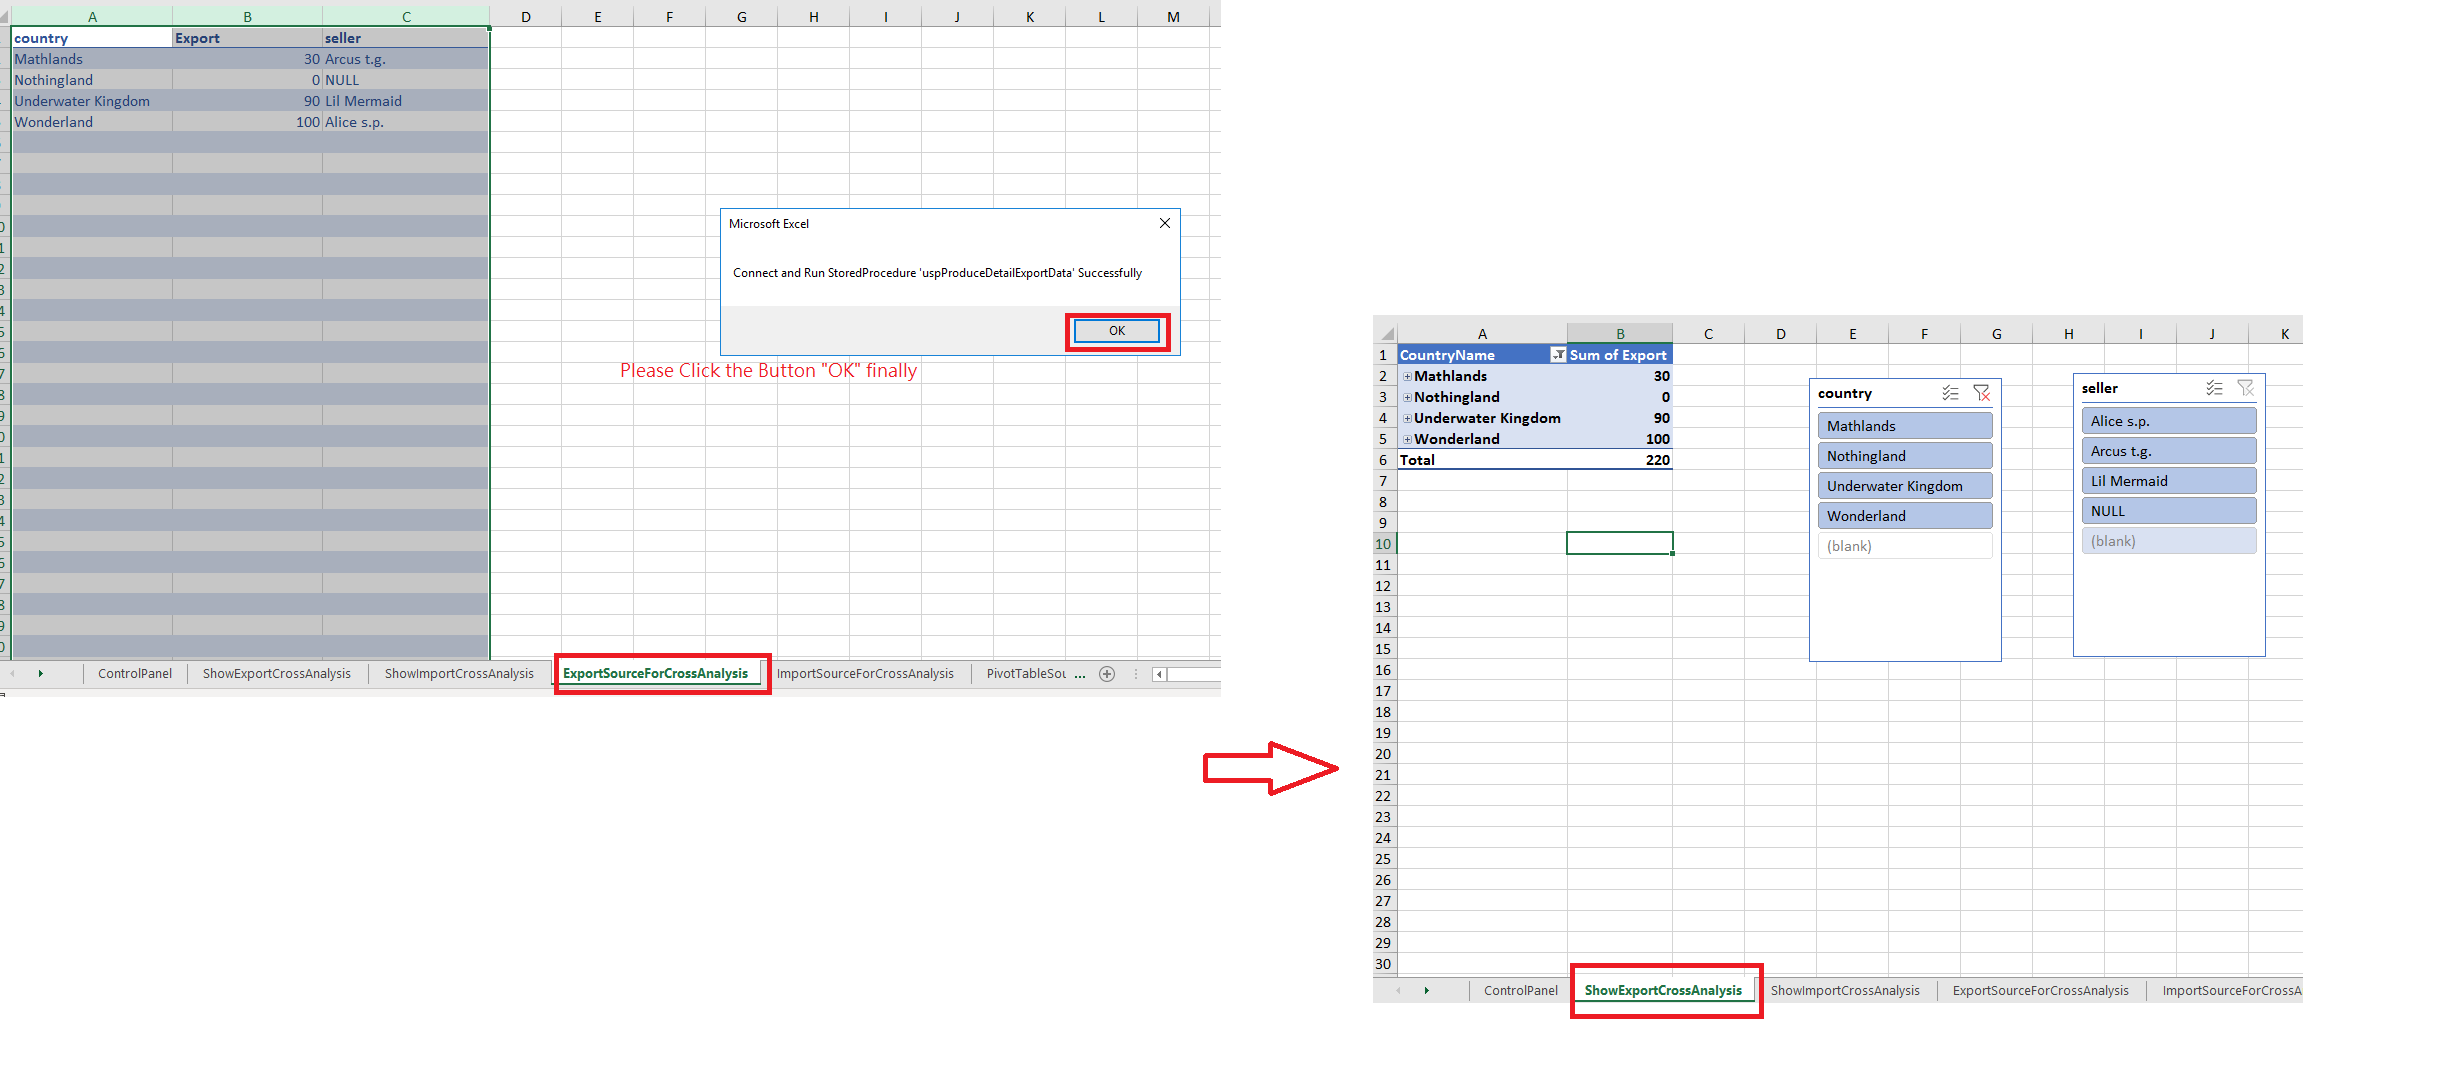 A B C D E F G H I J K L M
country Export seller
Mathlands 30 Arcus t.g.
Nothingland 0 NULL
Underwater Kingdom 90 Lil Mermaid
Wonderland 100 Alice s.p.
Microsoft Excel
Connect and Run StoredProcedure 'uspProduceDetailExportData' Successfully
OK
Please Click the Button "OK" finally
ControlPanel ShowExportCrossAnalysis ShowImportCrossAnalysis ExportSourceForCrossAnalysis ImportSourceForCrossAnalysis PivotTableSou ...
A B C D E F G H I J K
1 CountryName Sum of Export
2 Mathlands 30
3 Nothingland 0
4 Underwater Kingdom 90
5 Wonderland 100
6 Total 220
7
8
9
10
11
12
13
14
15
16
17
18
19
20
21
22
23
24
25
26
27
28
29
30
country
Mathlands
Nothingland
Underwater Kingdom
Wonderland
(blank)
seller
Alice s.p.
Arcus t.g.
Lil Mermaid
NULL
(blank)
ControlPanel ShowExportCrossAnalysis ShowImportCrossAnalysis ExportSourceForCrossAnalysis ImportSourceForCrossA